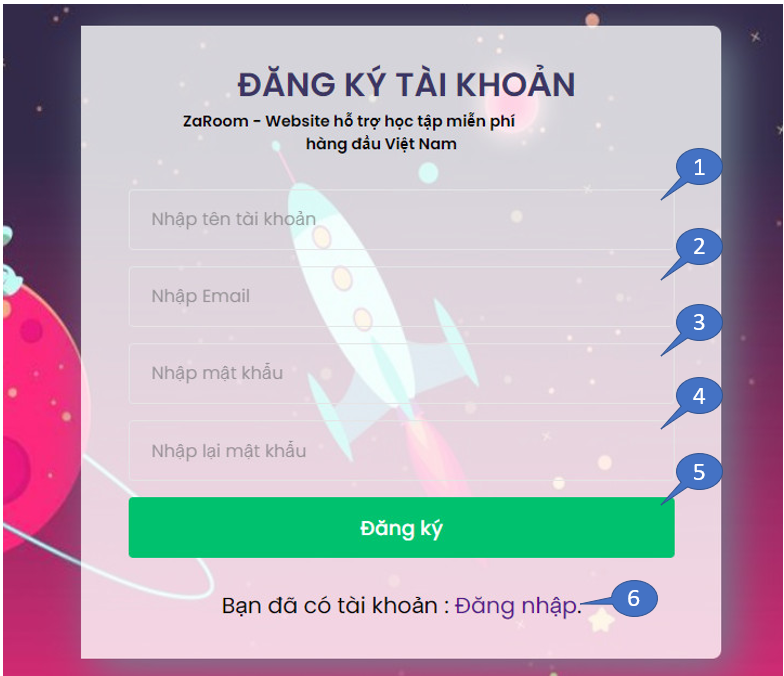 ĐĂNG KÝ TÀI KHOẢN
ZaRoom - Website hỗ trợ học tập miễn phí
hàng đầu Việt Nam
1
Nhập tên tài khoản
2
Nhập Email
3
Nhập mật khẩu
4
Nhập lại mật khẩu
5
Đăng ký
Bạn đã có tài khoản : Đăng nhập. 6